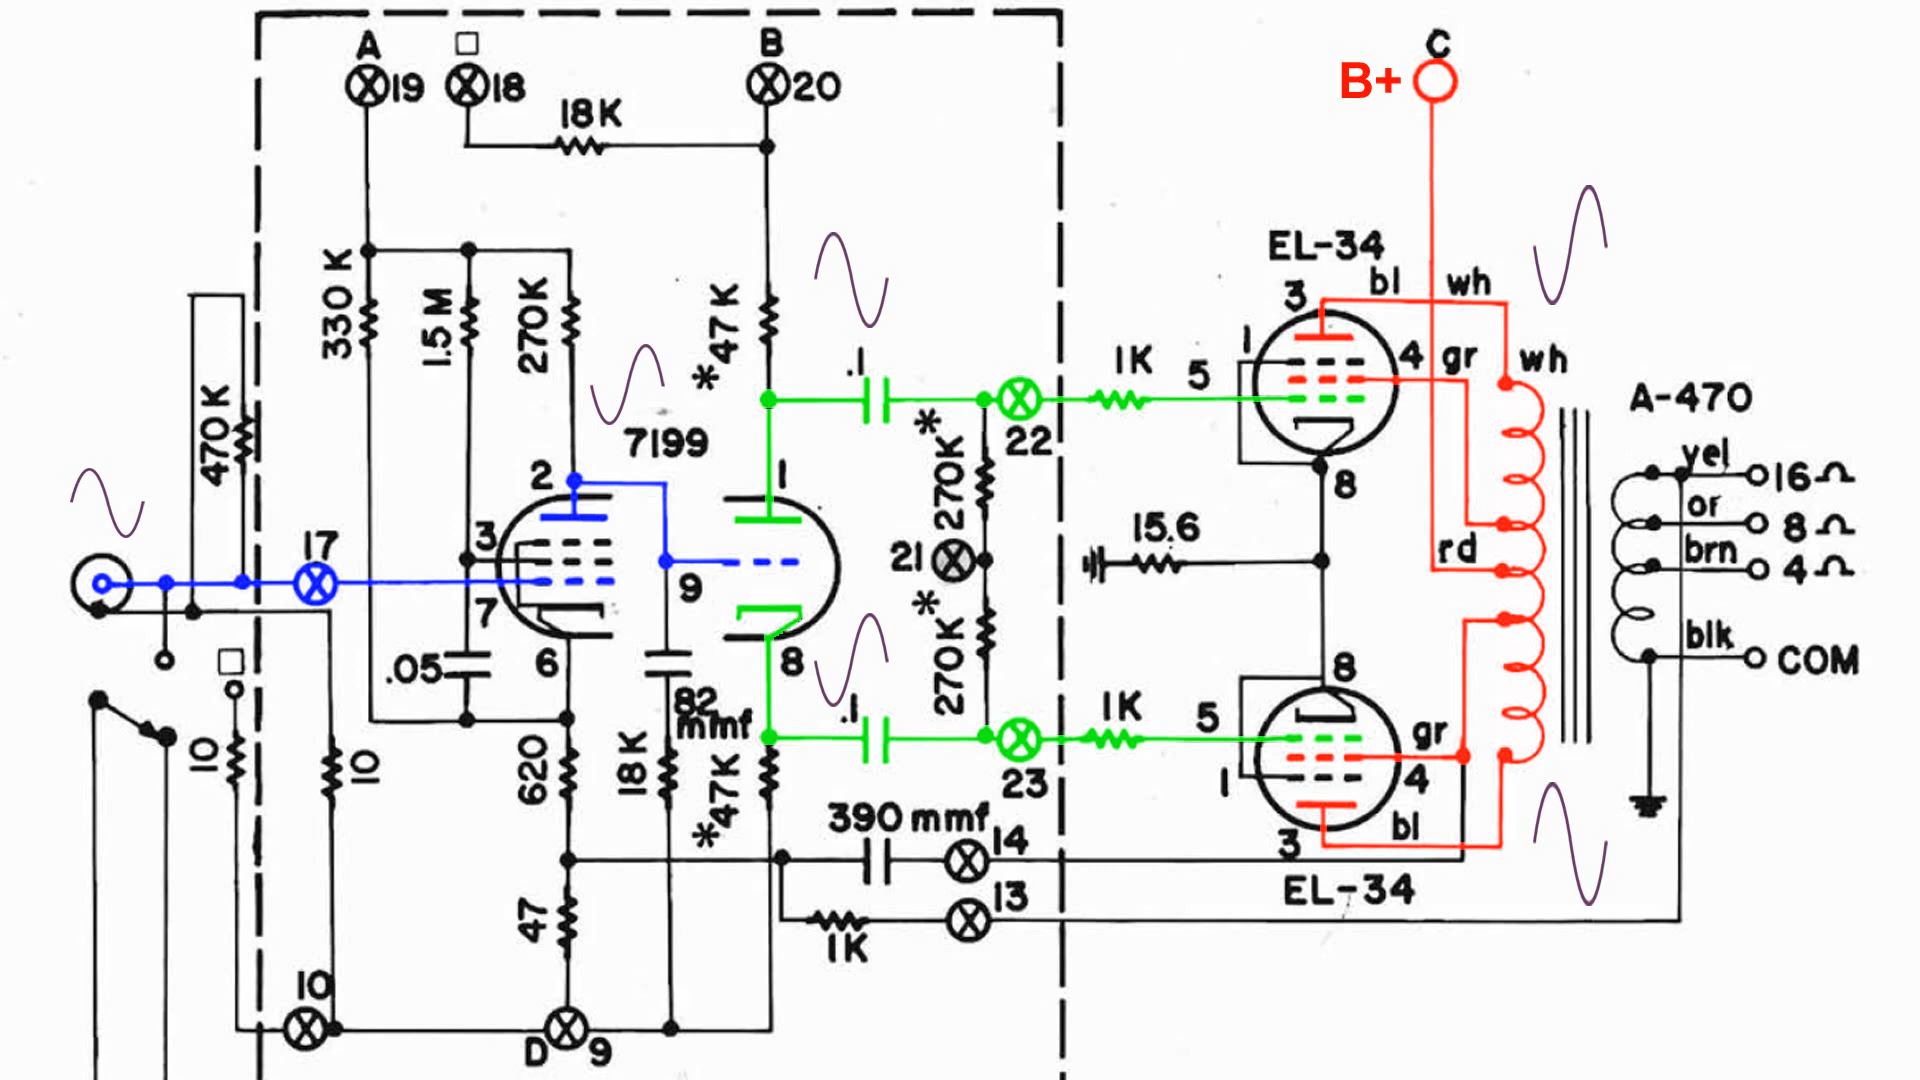 A
B
C
B+
19
18
20
18K
330 K
1.5 M
270K
*47 K
470 K
7199
2
1
3
7
6
9
8
17
.1
.1
22
1K
5
EL-34
3
bl
wh
1
4
gr
wh
8
*
270K
21
*
270K
15.6
rd
A-470
yel
16Ω
or
8Ω
brn
4Ω
blk
COM
.05
82
mmf
10
10
620
18K
*47K
23
1K
5
8
gr
4
1
3
bl
EL-34
390 mmf
14
13
1K
47
10
D
9